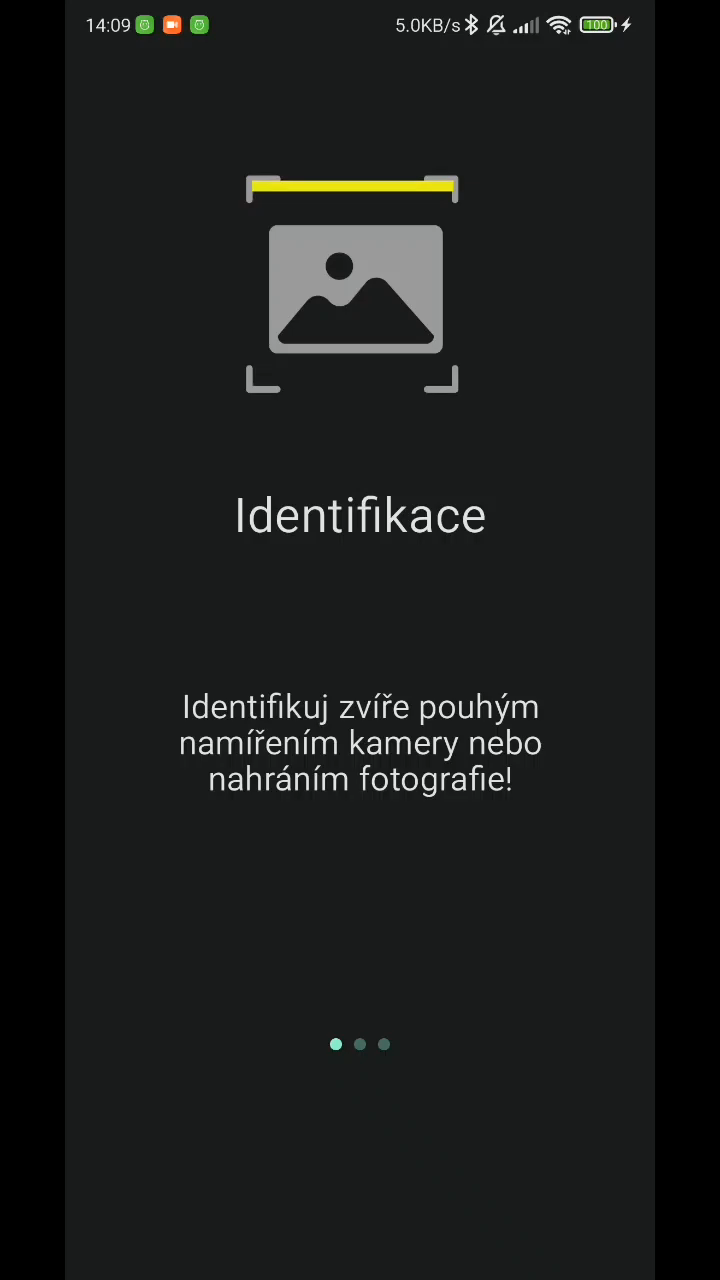 14:09 5.0KB/s 100
Identifikace
Identifikuj zvíře pouhým
namířením kamery nebo
nahráním fotografie!